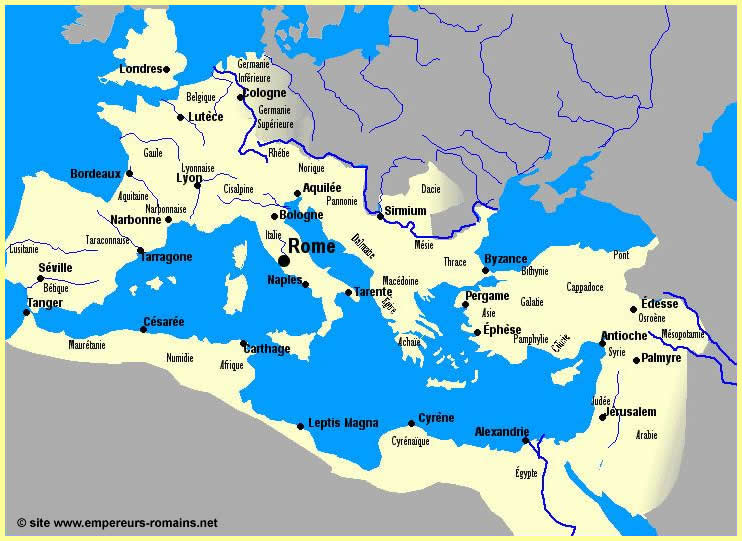 Londres
Germanie
Inférieure
Belgique
Cologne
Lutèce
Germanie
Supérieure
Rhétie
Gaule
Lyonnaise
Norique
Bordeaux
Lyon
Cisalpine
Aquilée
Dacie
Aquitaine
Pannonie
Narbonnaise
Sirmium
Narbonne
Bologne
Taraconnaise
Italie
Rome
Dalmatie
Mésie
Lusitanie
Tarragone
Thrace
Byzance
Pont
Séville
Naples
Macédoine
Bithynie
Bétique
Tarente
Epire
Pergame
Cappadoce
Tanger
Asie
Galatie
Édesse
Osroène
Césarée
Éphèse
Mésopotamie
Maurétanie
Carthage
Achaïe
Pamphylie
Cilicie
Antioche
Numidie
Afrique
Syrie
Palmyre
Judée
Jérusalem
Leptis Magna
Cyrène
Alexandrie
Arabie
Cyrénaïque
Égypte
© site www.empereurs-romains.net